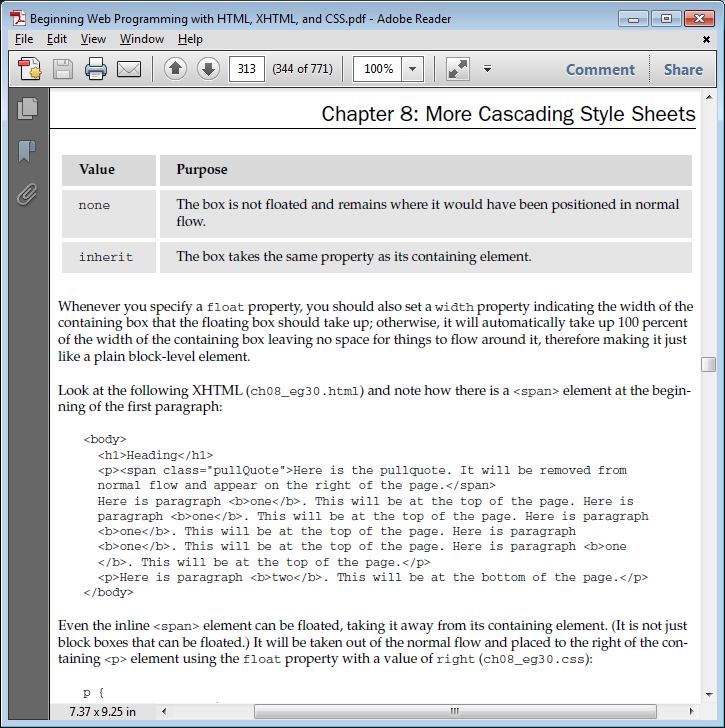 Beginning Web Programming with HTML, XHTML, and CSS.pdf - Adobe Reader
File Edit View Window Help
313 (344 of 771) 100% Comment Share
Chapter 8: More Cascading Style Sheets
Value Purpose
none The box is not floated and remains where it would have been positioned in normal
flow.
inherit The box takes the same property as its containing element.
Whenever you specify a float property, you should also set a width property indicating the width of the
containing box that the floating box should take up; otherwise, it will automatically take up 100 percent
of the width of the containing box leaving no space for things to flow around it, therefore making it just
like a plain block-level element.
Look at the following XHTML (ch08_eg30.html) and note how there is a <span> element at the begin-
ning of the first paragraph:
<body>
<h1>Heading</h1>
<p><span class="pullQuote">Here is the pullquote. It will be removed from
normal flow and appear on the right of the page.</span>
Here is paragraph <b>one</b>. This will be at the top of the page. Here is
paragraph <b>one</b>. This will be at the top of the page. Here is paragraph
<b>one</b>. This will be at the top of the page. Here is paragraph
<b>one</b>. This will be at the top of the page. Here is paragraph <b>one
</b>. This will be at the top of the page.</p>
<p>Here is paragraph <b>two</b>. This will be at the bottom of the page.</p>
</body>
Even the inline <span> element can be floated, taking it away from its containing element. (It is not just
block boxes that can be floated.) It will be taken out of the normal flow and placed to the right of the con-
taining <p> element using the float property with a value of right (ch08_eg30.css):
p {
7.37 x 9.25 in